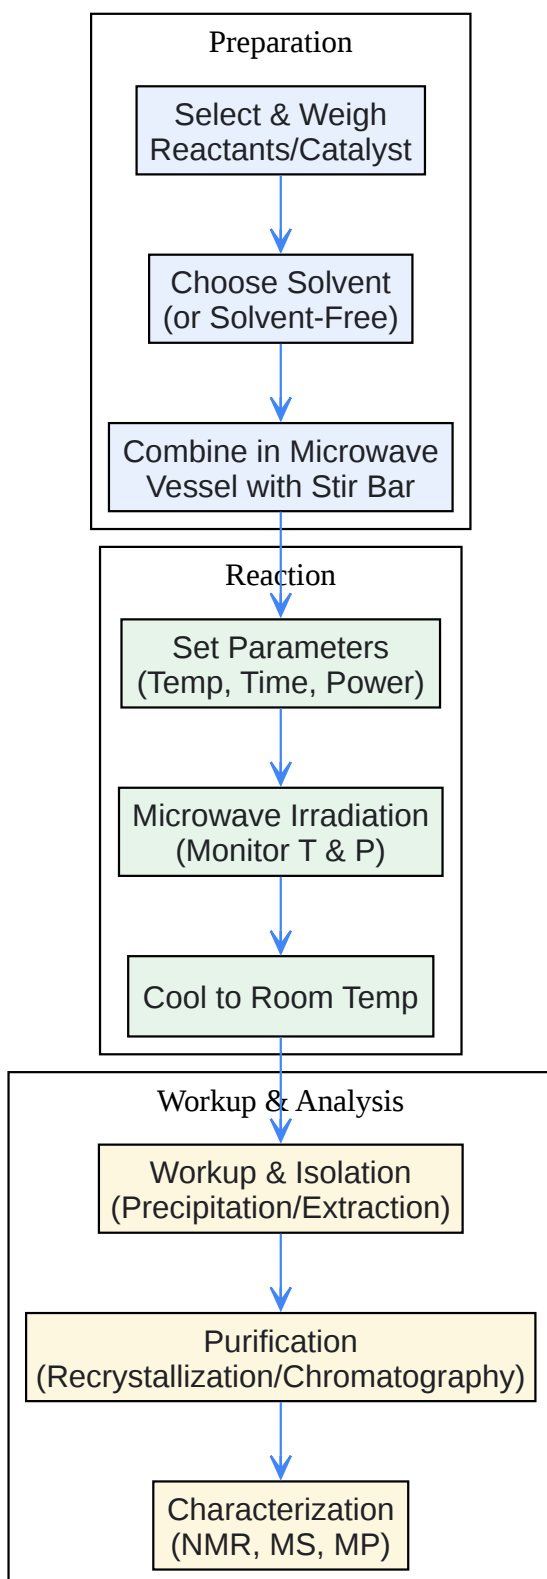 Preparation
Select & Weigh
Reactants/Catalyst
Choose Solvent
(or Solvent-Free)
Combine in Microwave
Vessel with Stir Bar
Reaction
Set Parameters
(Temp, Time, Power)
Microwave Irradiation
(Monitor T & P)
Cool to Room Temp
Workup & Analysis
Workup & Isolation
(Precipitation/Extraction)
Purification
(Recrystallization/Chromatography)
Characterization
(NMR, MS, MP)